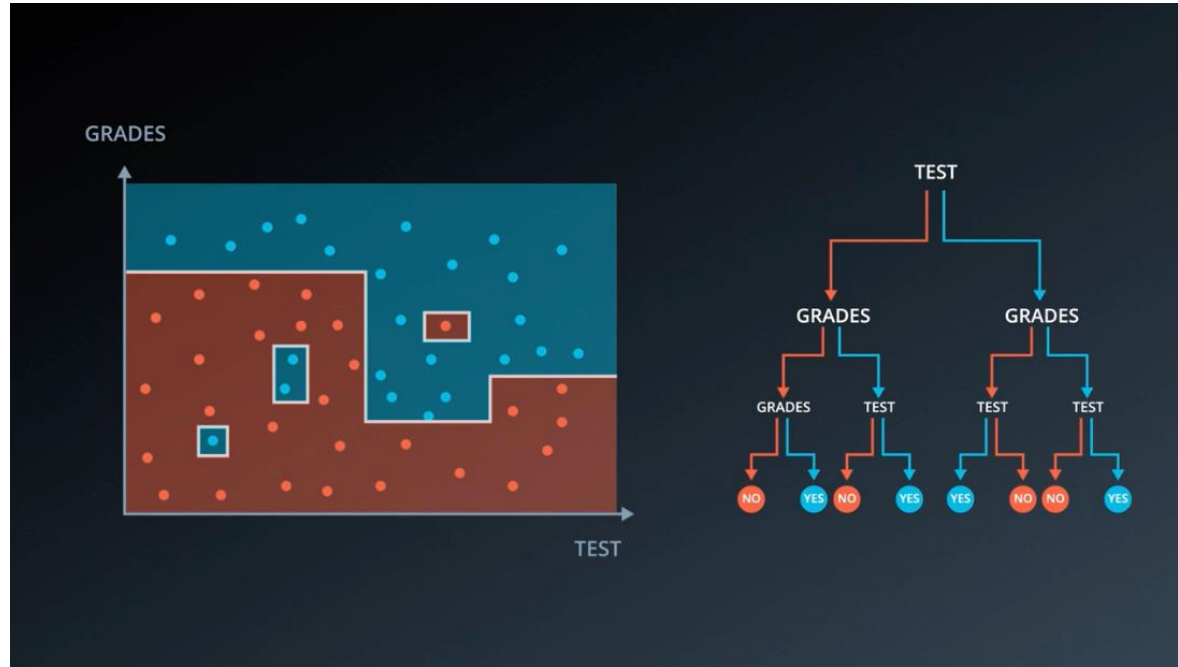 GRADES
TEST
TEST
GRADES GRADES
GRADES TEST TEST TEST
NO YES NO YES YES NO NO YES